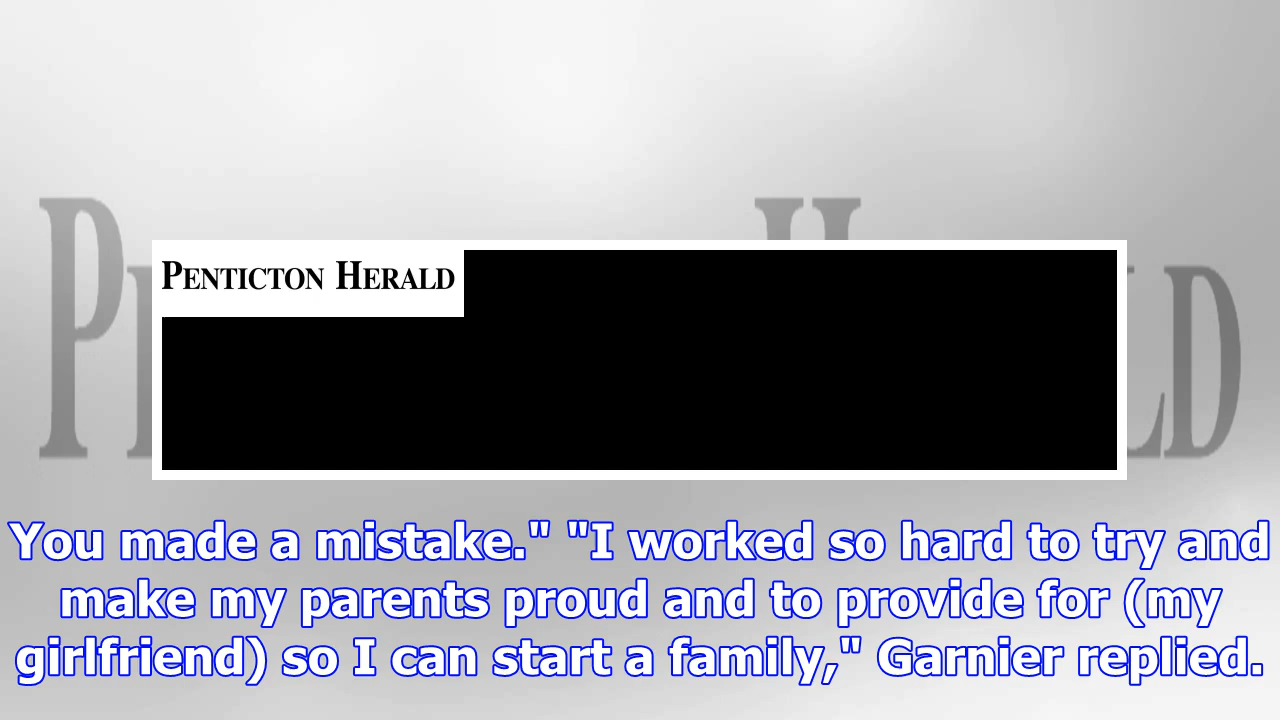 P H LD
PENTICTON HERALD
You made a mistake." "I worked so hard to try and
make my parents proud and to provide for (my
girlfriend) so I can start a family," Garnier replied.